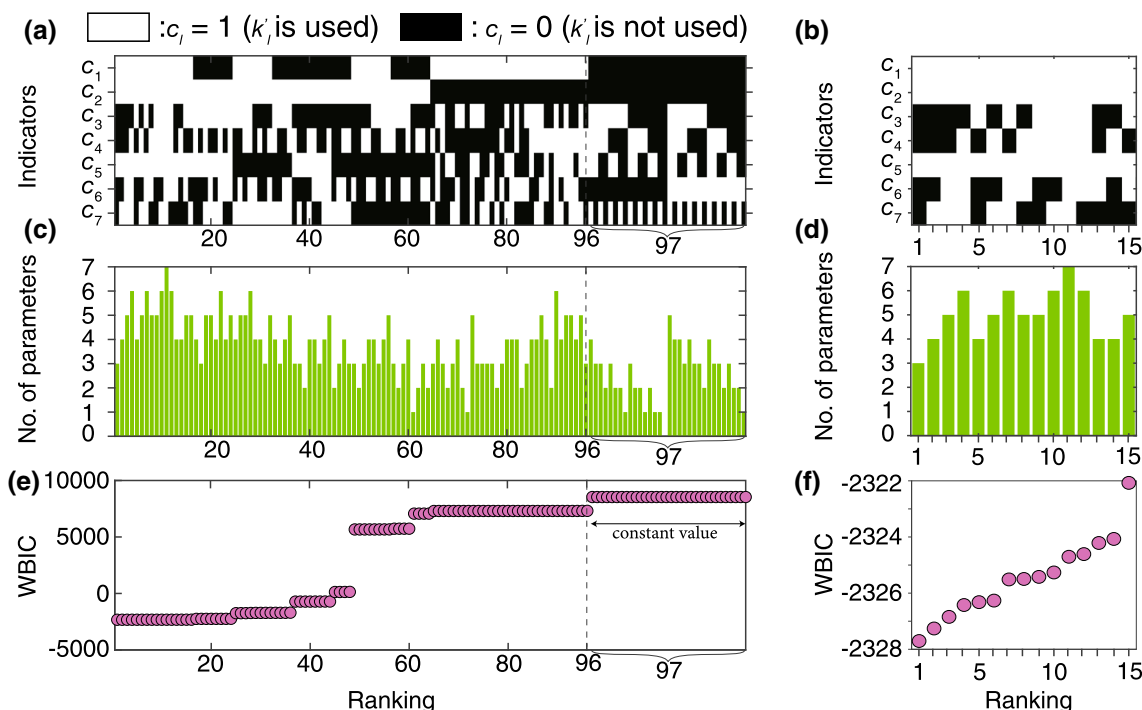 (a) :c_l = 1 (k'_l is used) : c_l = 0 (k'_l is not used) (b)
Indicators
c1
c2
c3
c4
c5
c6
c7
20 40 60 80 96 97
Indicators
c1
c2
c3
c4
c5
c6
c7
1 5 10 15
(c)
No. of parameters
7
6
5
4
3
2
1
0
20 40 60 80 96 97
(d)
No. of parameters
7
6
5
4
3
2
1
0
1 5 10 15
(e)
WBIC
10000
5000
0
-5000
constant value
20 40 60 80 96 97
Ranking
(f)
WBIC
-2322
-2324
-2326
-2328
1 5 10 15
Ranking